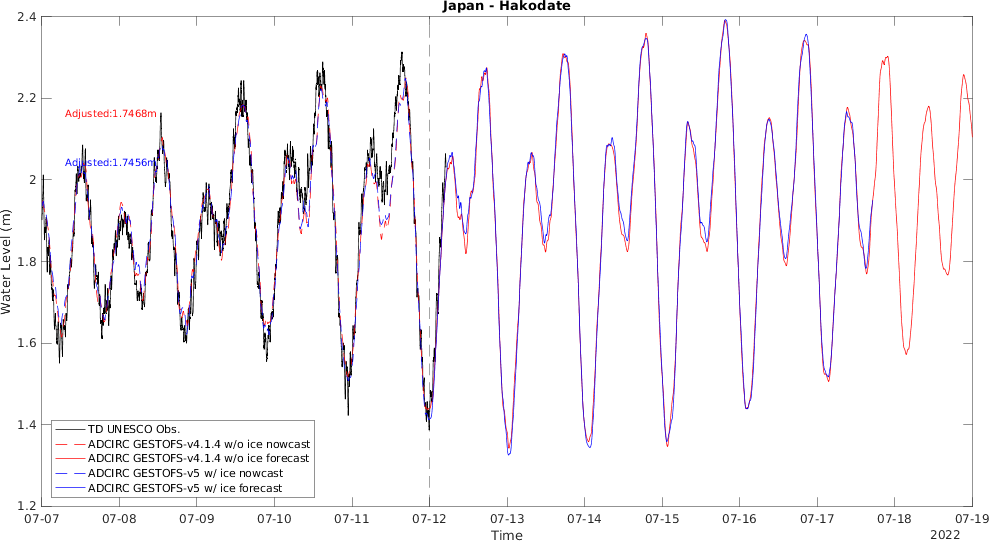 Japan - Hakodate
2.4
2.2
2
1.8
1.6
1.4
1.2
Water Level (m)
Adjusted:1.7468m
Adjusted:1.7456m
TD UNESCO Obs.
ADCIRC GESTOFS-v4.1.4 w/o ice nowcast
ADCIRC GESTOFS-v4.1.4 w/o ice forecast
ADCIRC GESTOFS-v5 w/ ice nowcast
ADCIRC GESTOFS-v5 w/ ice forecast
07-07 07-08 07-09 07-10 07-11 07-12 07-13 07-14 07-15 07-16 07-17 07-18 07-19
Time
2022